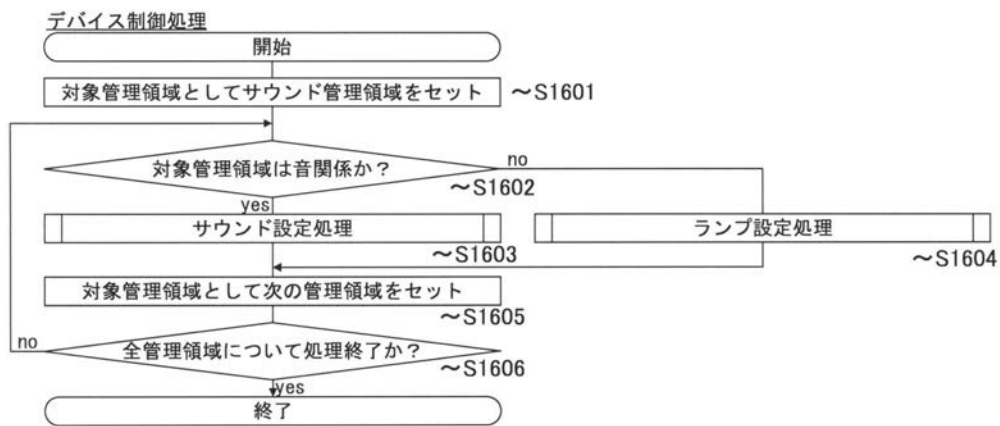 デバイス制御処理
開始
対象管理領域としてサウンド管理領域をセット ～S1601
対象管理領域は音関係か？ no
～S1602
yes
サウンド設定処理 ランプ設定処理
～S1603 ～S1604
対象管理領域として次の管理領域をセット
～S1605
no 全管理領域について処理終了か？
～S1606
yes
終了